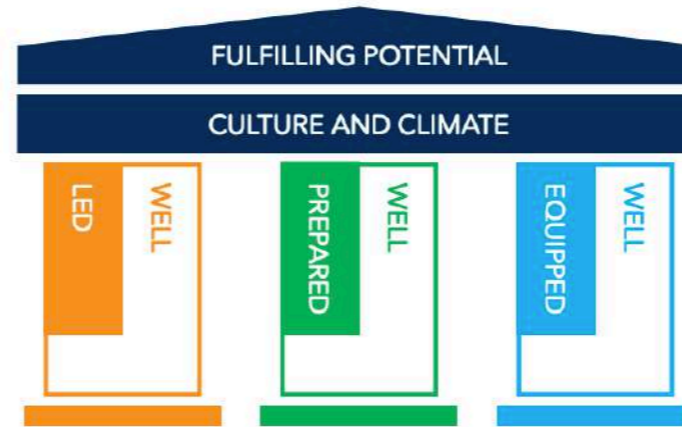 FULFILLING POTENTIAL
CULTURE AND CLIMATE
WELL
LED
WELL
PREPARED
WELL
EQUIPPED